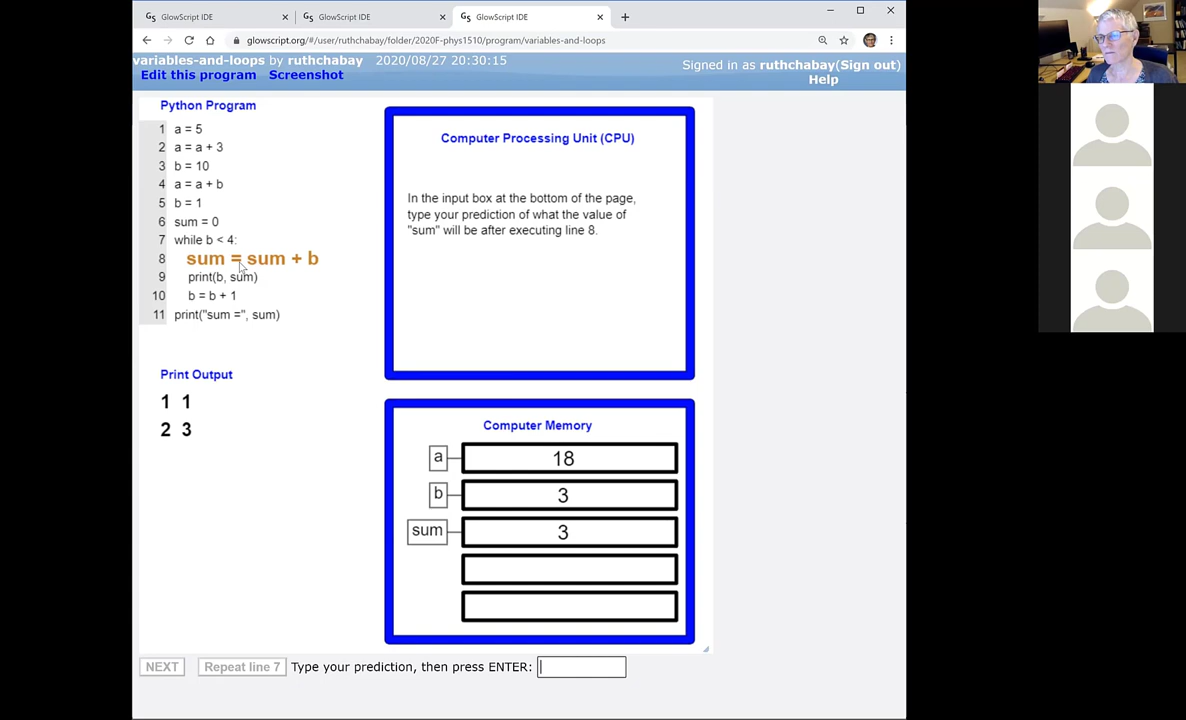 GlowScript IDE
GlowScript IDE
GlowScript IDE
glowscript.org/#/user/ruthchabay/folder/2020F-phys1510/program/variables-and-loops
variables-and-loops by ruthchabay 2020/08/27 20:30:15
Signed in as ruthchabay(Sign out)
Edit this program Screenshot
Help
Python Program
1 a = 5
2 a = a + 3
3 b = 10
4 a = a + b
5 b = 1
6 sum = 0
7 while b < 4:
8 sum = sum + b
9 print(b, sum)
10 b = b + 1
11 print("sum =", sum)
Print Output
1 1
2 3
Computer Processing Unit (CPU)
In the input box at the bottom of the page,
type your prediction of what the value of
"sum" will be after executing line 8.
Computer Memory
a 18
b 3
sum 3
NEXT Repeat line 7 Type your prediction, then press ENTER: